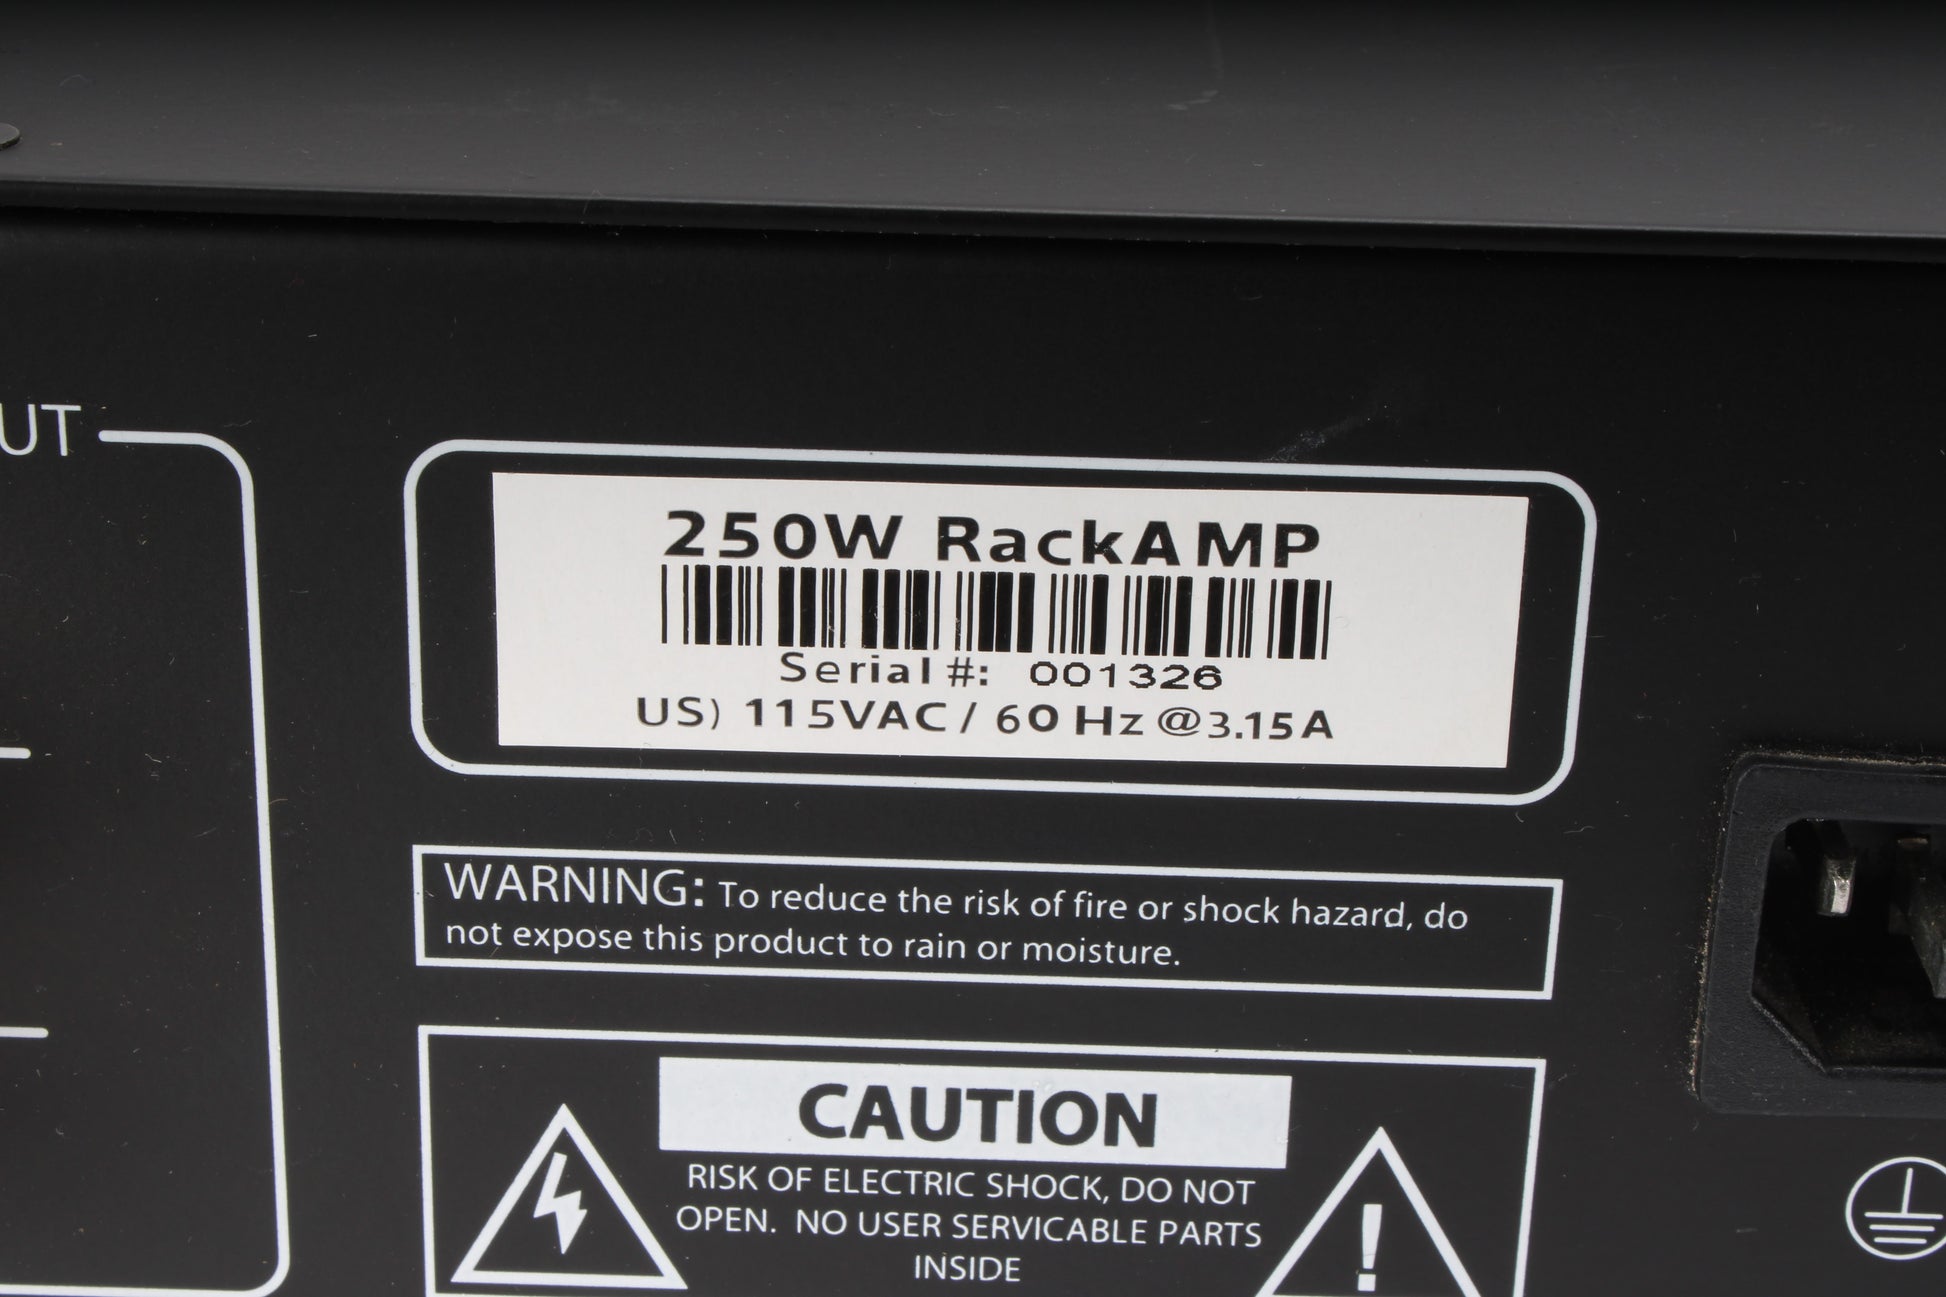 UT
250W RackAMP
Serial #: 001326
US) 115VAC / 60 Hz @3.15A
WARNING: To reduce the risk of fire or shock hazard, do
not expose this product to rain or moisture.
CAUTION
RISK OF ELECTRIC SHOCK, DO NOT
OPEN. NO USER SERVICABLE PARTS
INSIDE